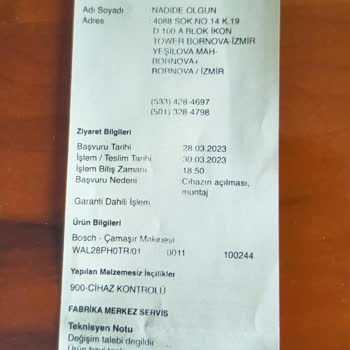 Adı Soyadı : NADİDE OLGUN
Adres : 4088 SOK.NO.14 K.19
D.100 A BLOK İKON
TOWER BORNOVA-İZMİR
YEŞİLOVA MAH-
BORNOVA+
BORNOVA / İZMİR
(533) 428-4697
(501) 328-4798
Ziyaret Bilgileri
Başvuru Tarihi 28.03.2023
İşlem / Teslim Tarihi 30.03.2023
İşlem Bitiş Zamanı 18:50
Başvuru Nedeni Cihazın açılması,
montaj
Garanti Dahili İşlem
Ürün Bilgileri
Bosch - Çamaşır Makinesi
WAL28PH0TR/01 0011 100244
Yapılan Malzemesiz İşçilikler
900-CİHAZ KONTROLÜ
FABRİKA MERKEZ SERVİS
Teknisyen Notu
Değişim talebi değildir